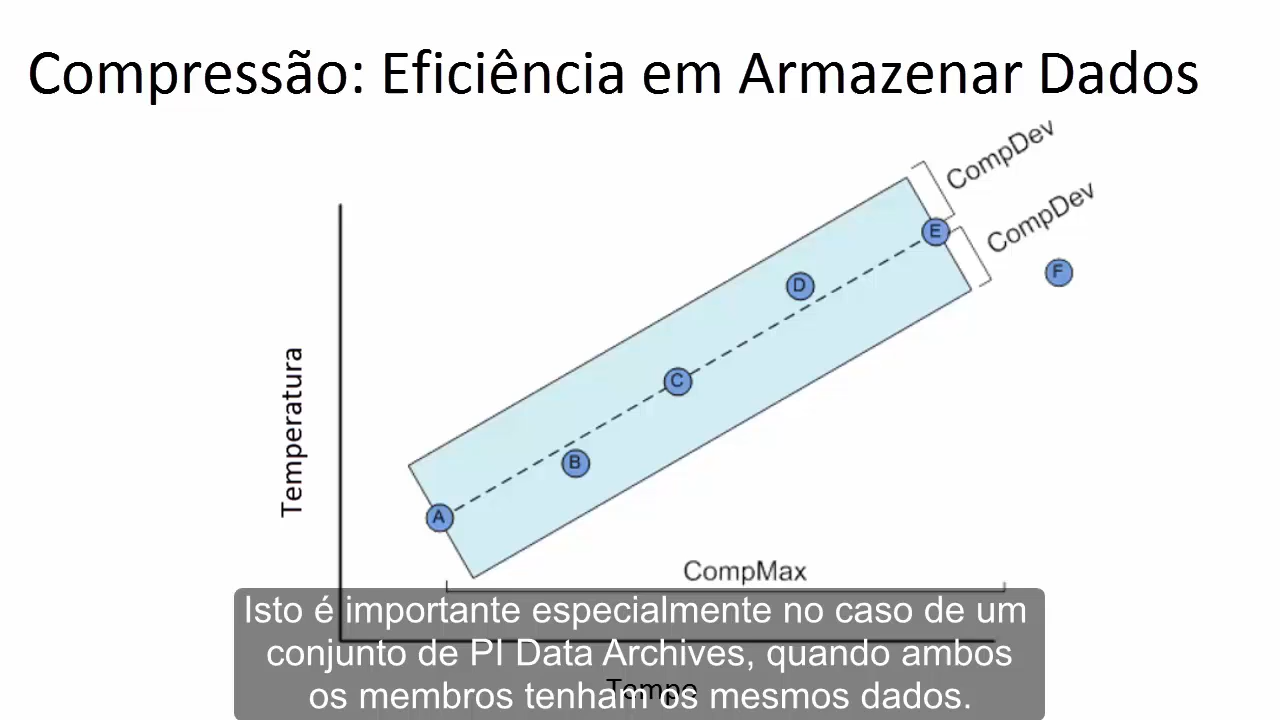 Compressão: Eficiência em Armazenar Dados
CompDev
CompDev
E
F
D
C
Temperatura
B
A
CompMax
Isto é importante especialmente no caso de um
conjunto de PI Data Archives, quando ambos
os membros tenham os mesmos dados.
Tempo